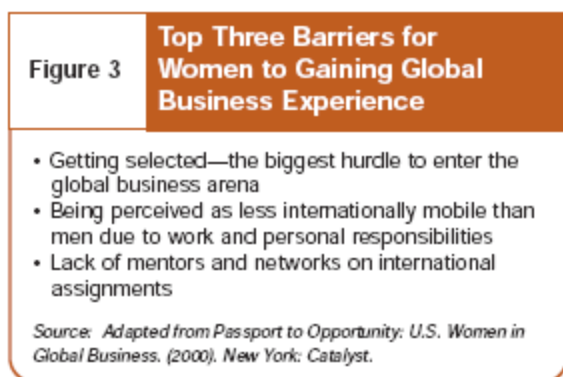 Figure 3
Top Three Barriers for
Women to Gaining Global
Business Experience
• Getting selected—the biggest hurdle to enter the
global business arena
• Being perceived as less internationally mobile than
men due to work and personal responsibilities
• Lack of mentors and networks on international
assignments
Source: Adapted from Passport to Opportunity: U.S. Women in
Global Business. (2000). New York: Catalyst.